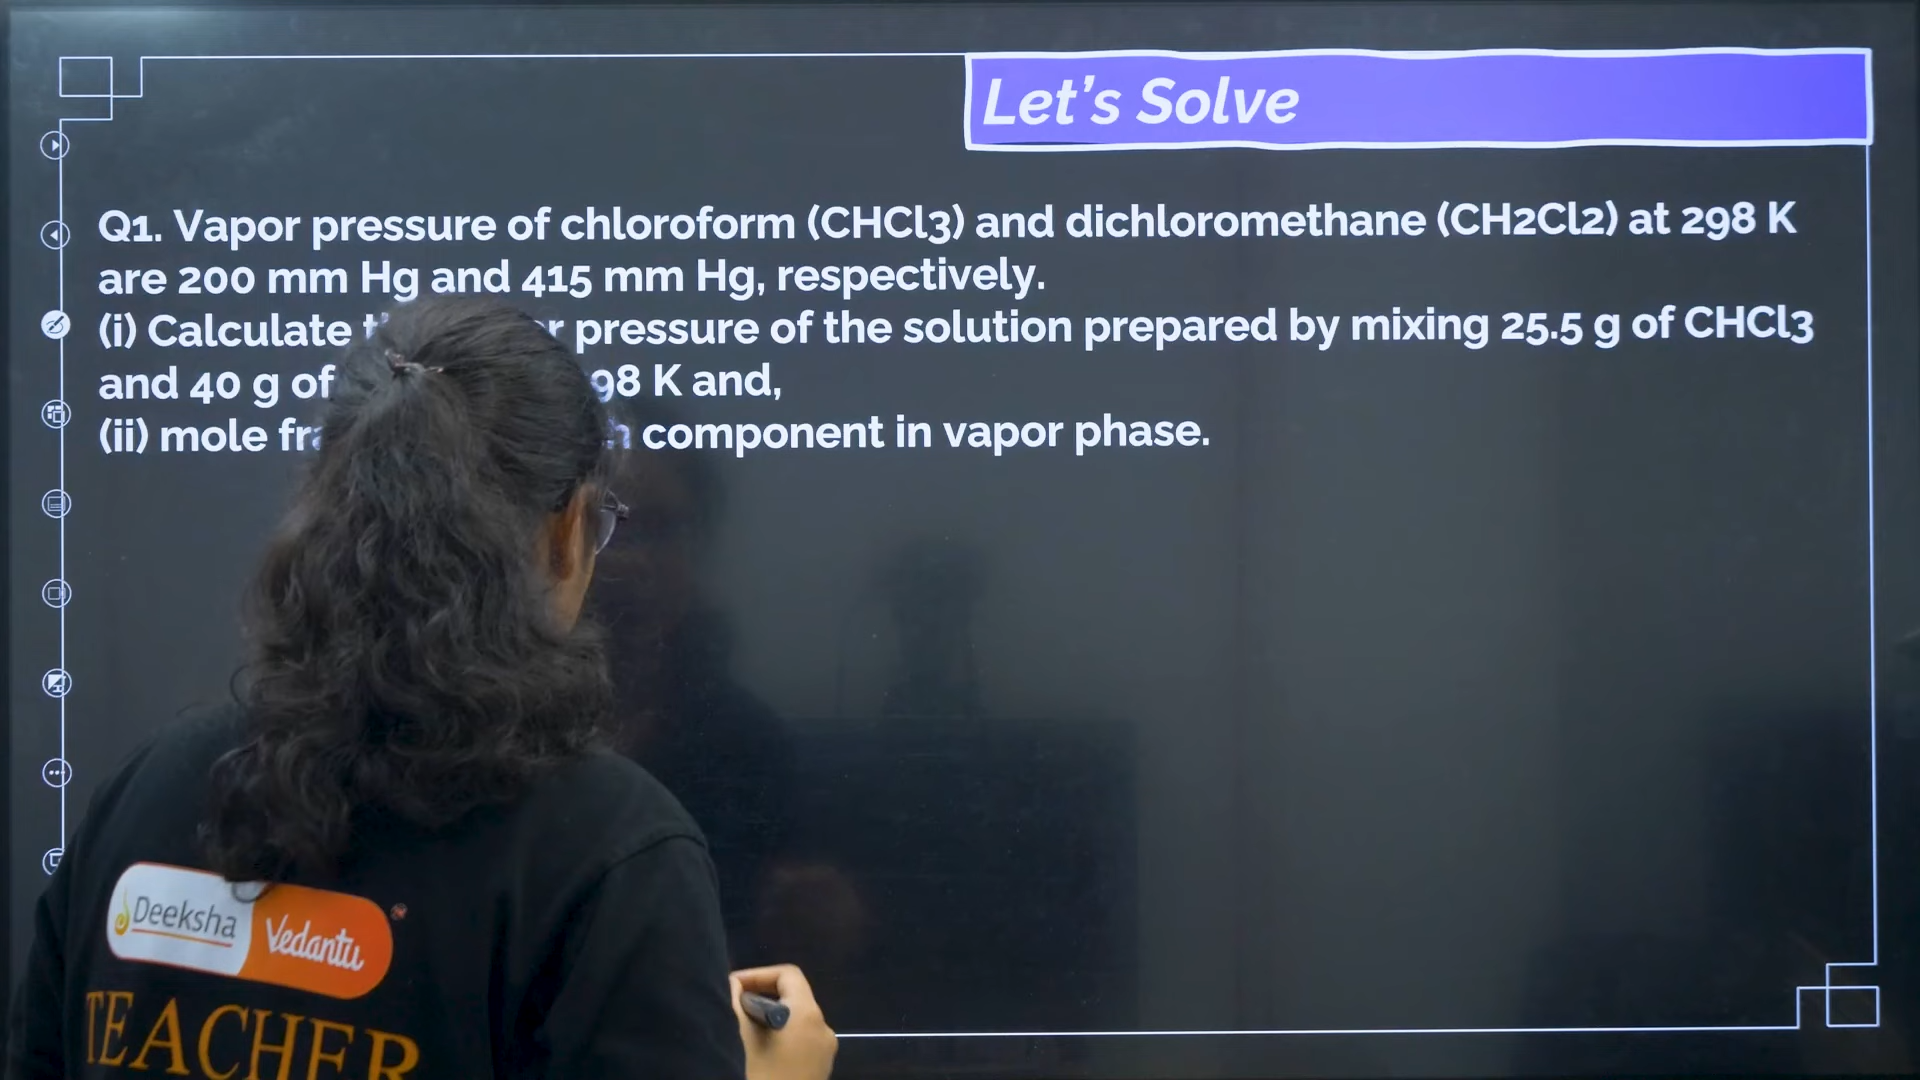 Let's Solve
Q1. Vapor pressure of chloroform (CHCl3) and dichloromethane (CH2Cl2) at 298 K
are 200 mm Hg and 415 mm Hg, respectively.
(i) Calculate pressure of the solution prepared by mixing 25.5 g of CHCl3
and 40 g of 98 K and,
(ii) mole component in vapor phase.
Deeksha
Vedantu
TEACHER